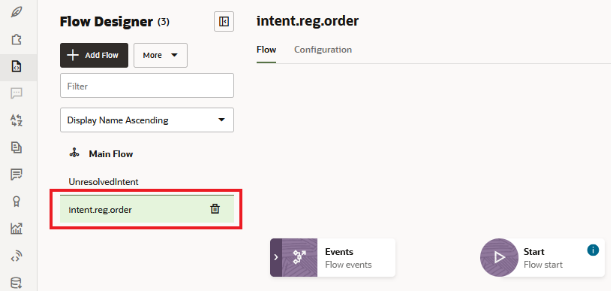 Flow Designer (3)
+ Add Flow
More
Filter
Display Name Ascending
Main Flow
UnresolvedIntent
intent.reg.order
intent.reg.order
Flow
Configuration
Events
Flow events
Start
Flow start